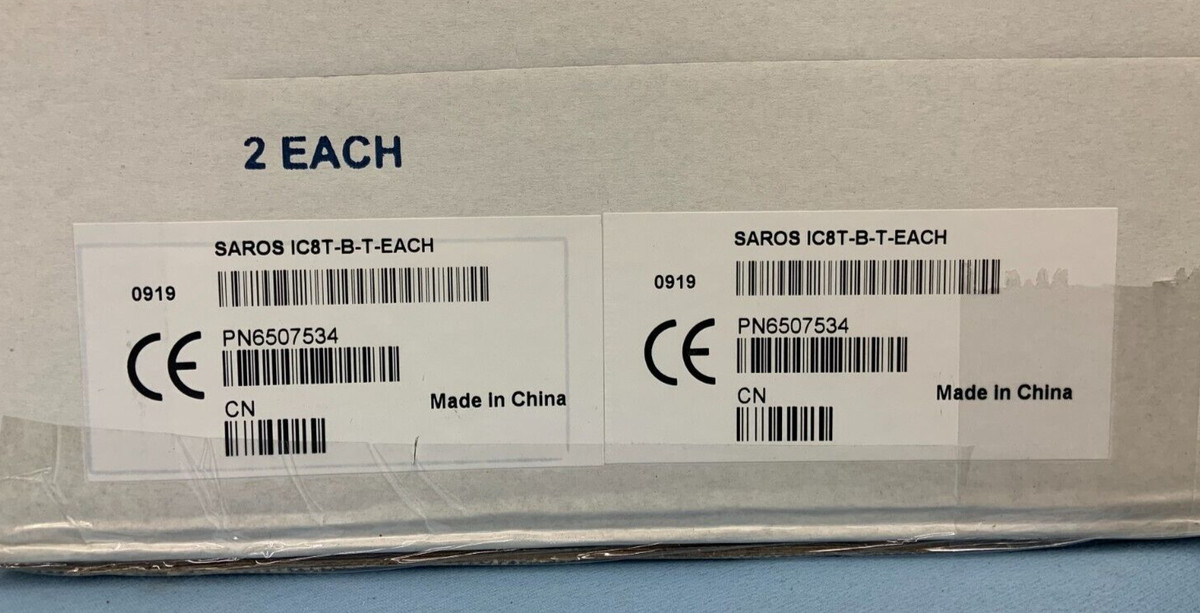 2 EACH
SAROS IC8T-B-T-EACH
0919
CE
PN6507534
CN
Made In China
SAROS IC8T-B-T-EACH
0919
CE
PN6507534
CN
Made In China